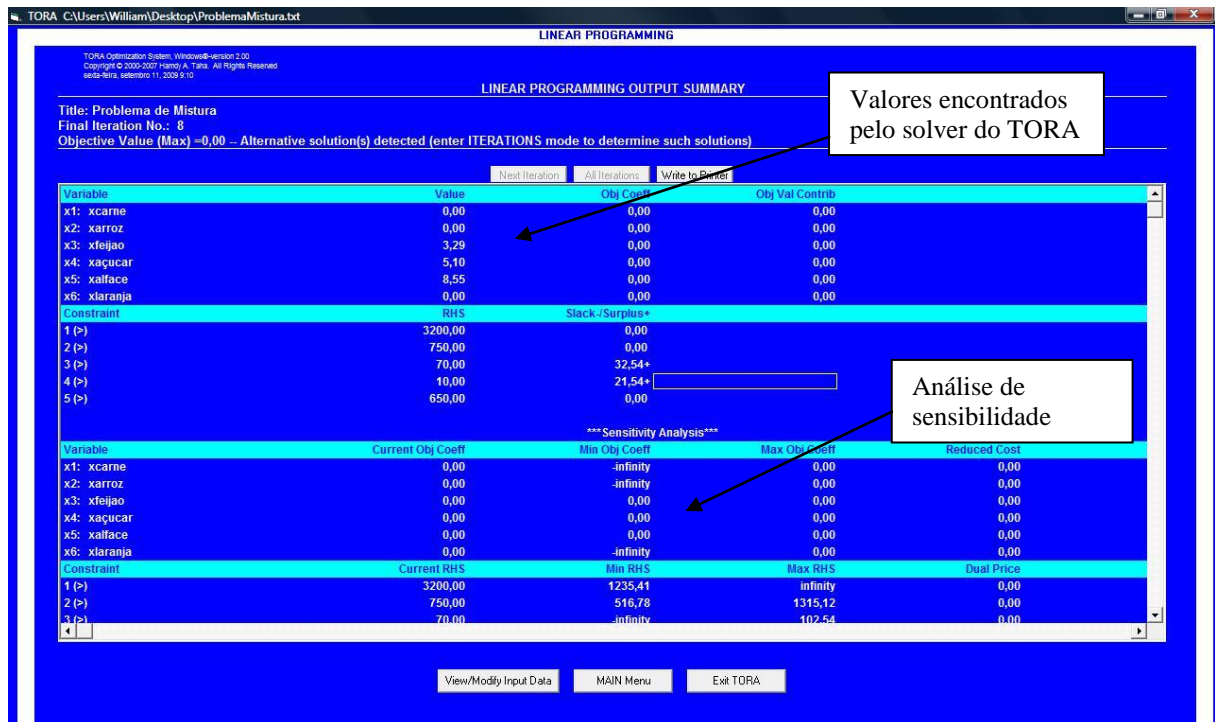 TORA C:\Users\William\Desktop\ProblemaMistura.txt
LINEAR PROGRAMMING
TORA Optimization System, Windows®-version 2.00
Copyright © 2000-2007 Hamdy A. Taha. All Rights Reserved
sexta-feira, setembro 11, 2009 9:10
LINEAR PROGRAMMING OUTPUT SUMMARY
Title: Problema de Mistura
Final Iteration No.: 8
Objective Value (Max) =0,00 -- Alternative solution(s) detected (enter ITERATIONS mode to determine such solutions)
Valores encontrados
pelo solver do TORA
Next Iteration All Iterations Write to Printer
Variable Value Obj Coeff Obj Val Contrib
x1: xcarne 0,00 0,00 0,00
x2: xarroz 0,00 0,00 0,00
x3: xfeijao 3,29 0,00 0,00
x4: xaçucar 5,10 0,00 0,00
x5: xalface 8,55 0,00 0,00
x6: xlaranja 0,00 0,00 0,00
Constraint RHS Slack-/Surplus+
1 (>) 3200,00 0,00
2 (>) 750,00 0,00
3 (>) 70,00 32,54+
4 (>) 10,00 21,54+
5 (>) 650,00 0,00
Análise de
sensibilidade
***Sensitivity Analysis***
Variable Current Obj Coeff Min Obj Coeff Max Obj Coeff Reduced Cost
x1: xcarne 0,00 -infinity 0,00 0,00
x2: xarroz 0,00 -infinity 0,00 0,00
x3: xfeijao 0,00 0,00 0,00 0,00
x4: xaçucar 0,00 0,00 0,00 0,00
x5: xalface 0,00 0,00 0,00 0,00
x6: xlaranja 0,00 -infinity 0,00 0,00
Constraint Current RHS Min RHS Max RHS Dual Price
1 (>) 3200,00 1235,41 infinity 0,00
2 (>) 750,00 516,78 1315,12 0,00
3 (>) 70,00 -infinity 102,54 0,00
View/Modify Input Data MAIN Menu Exit TORA